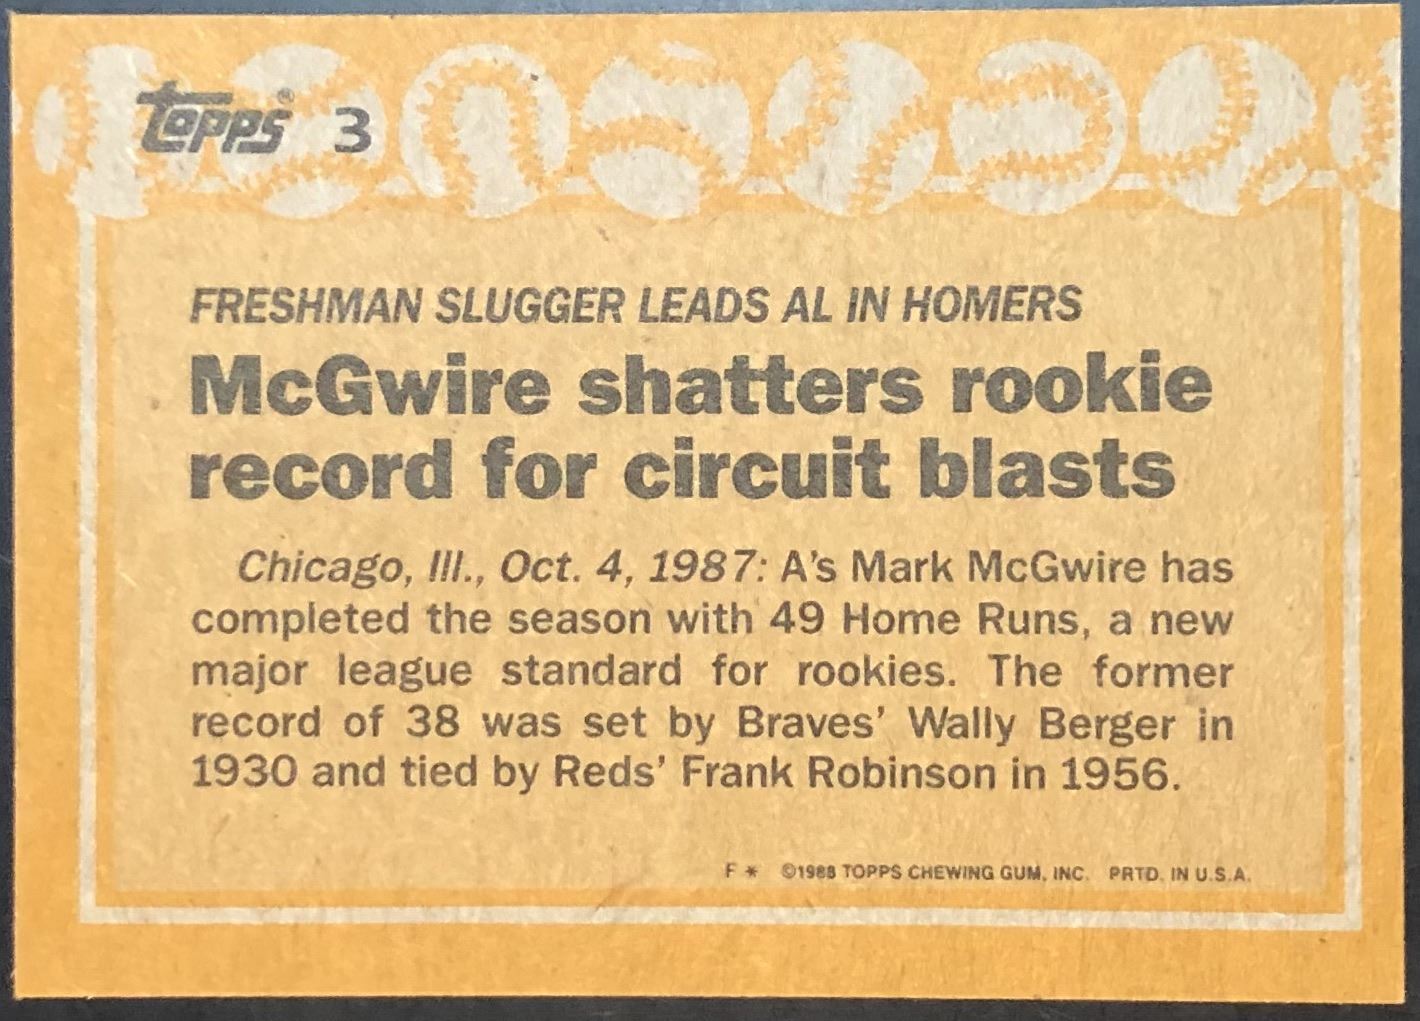 topps® 3
FRESHMAN SLUGGER LEADS AL IN HOMERS
McGwire shatters rookie
record for circuit blasts
Chicago, Ill., Oct. 4, 1987: A's Mark McGwire has
completed the season with 49 Home Runs, a new
major league standard for rookies. The former
record of 38 was set by Braves' Wally Berger in
1930 and tied by Reds' Frank Robinson in 1956.
F * ©1988 TOPPS CHEWING GUM, INC. PRTD. IN U.S.A.